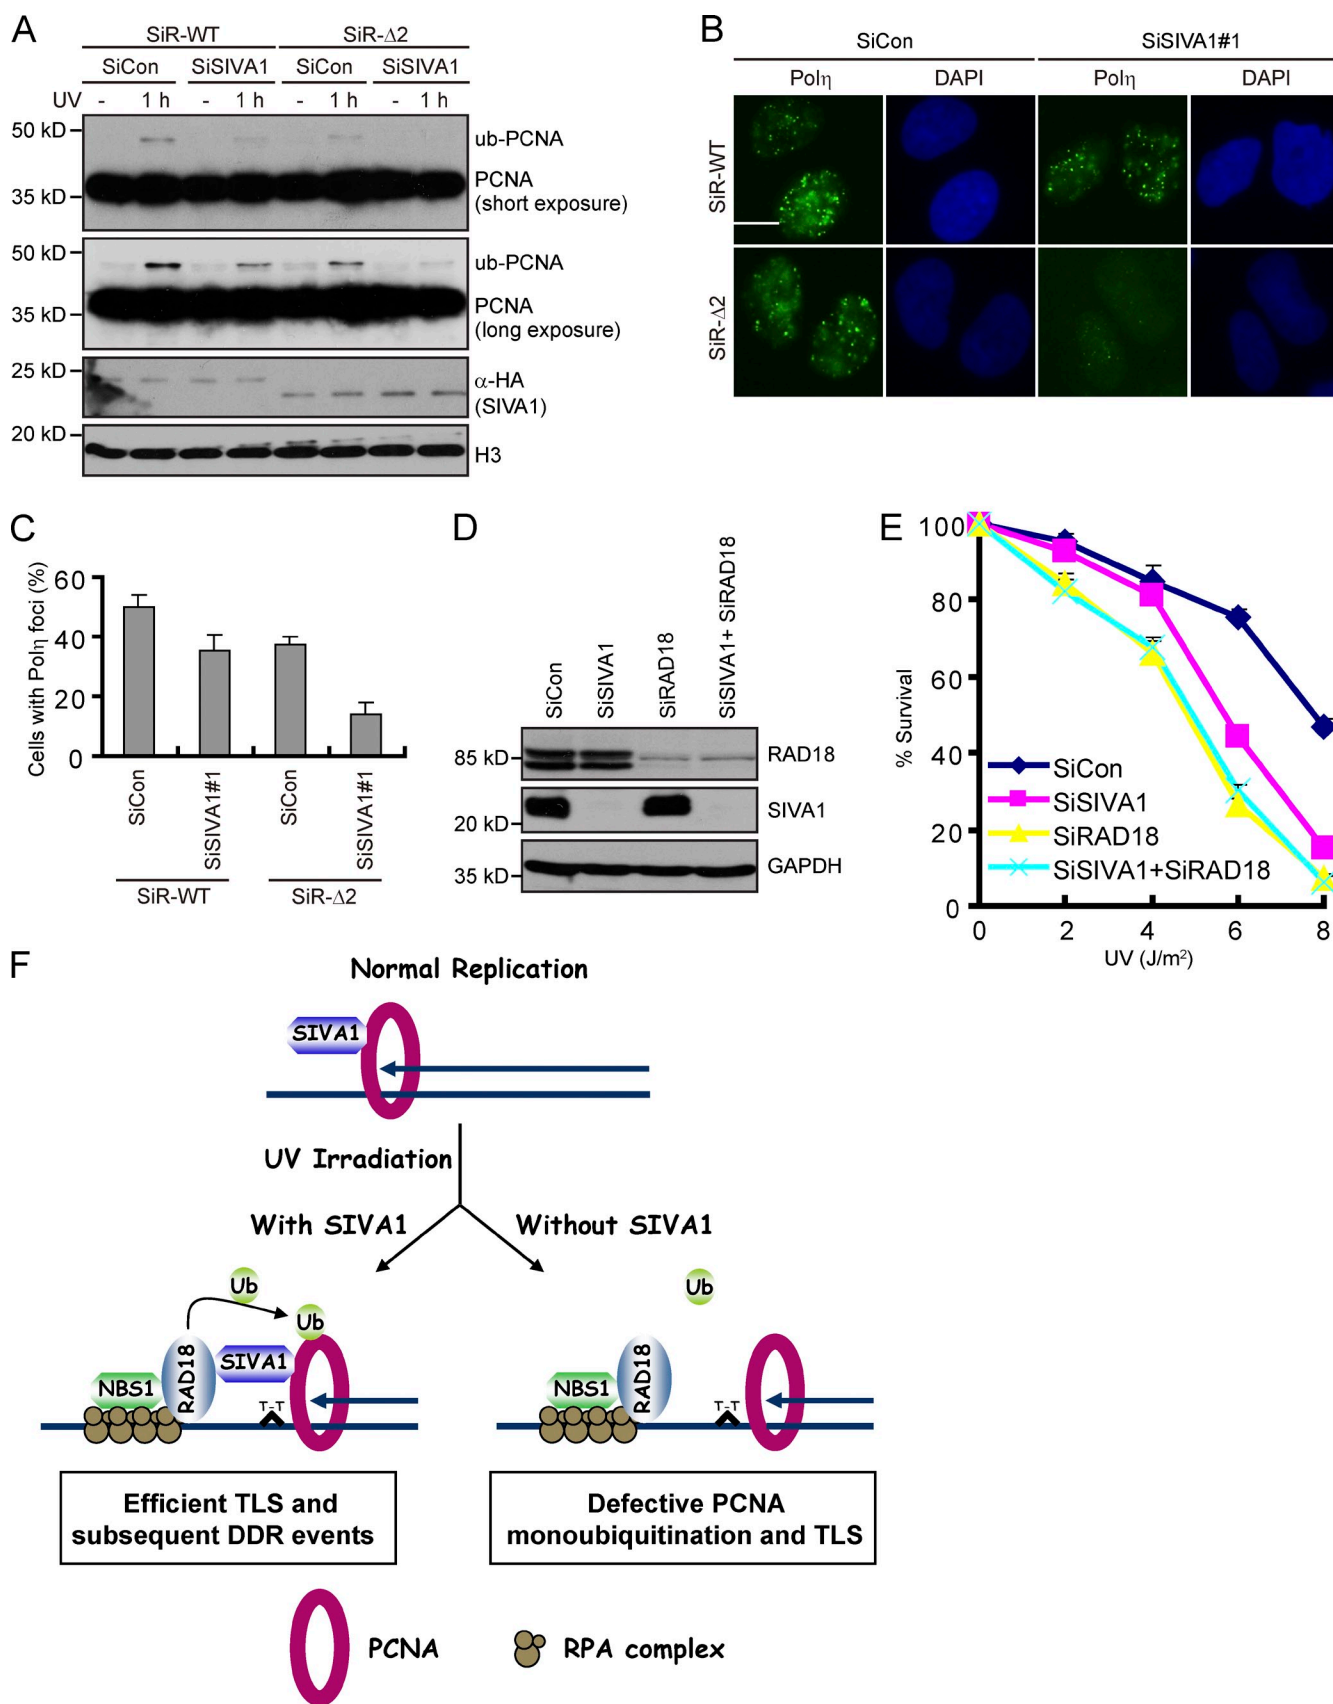 A
SiR-WT SiR-Δ2
SiCon SiSIVA1 SiCon SiSIVA1
UV - 1 h - 1 h - 1 h - 1 h
50 kD
ub-PCNA
PCNA
35 kD
(short exposure)
50 kD
ub-PCNA
PCNA
35 kD
(long exposure)
25 kD
α-HA
(SIVA1)
20 kD
H3
B
SiCon SiSIVA1#1
Polη DAPI Polη DAPI
SiR-WT
SiR-Δ2
C
Cells with Polη foci (%)
60
40
20
0
SiCon
SiSIVA1#1
SiCon
SiSIVA1#1
SiR-WT SiR-Δ2
D
SiCon
SiSIVA1
SiRAD18
SiSIVA1+ SiRAD18
85 kD
RAD18
SIVA1
20 kD
GAPDH
35 kD
E
% Survival
100
80
60
40
20
0
SiCon
SiSIVA1
SiRAD18
SiSIVA1+SiRAD18
0 2 4 6 8
UV (J/m²)
F
Normal Replication
SIVA1
UV Irradiation
With SIVA1
Without SIVA1
Ub
Ub
RAD18
SIVA1
NBS1
T-T
Ub
RAD18
NBS1
T-T
Efficient TLS and
subsequent DDR events
Defective PCNA
monoubiquitination and TLS
PCNA
RPA complex